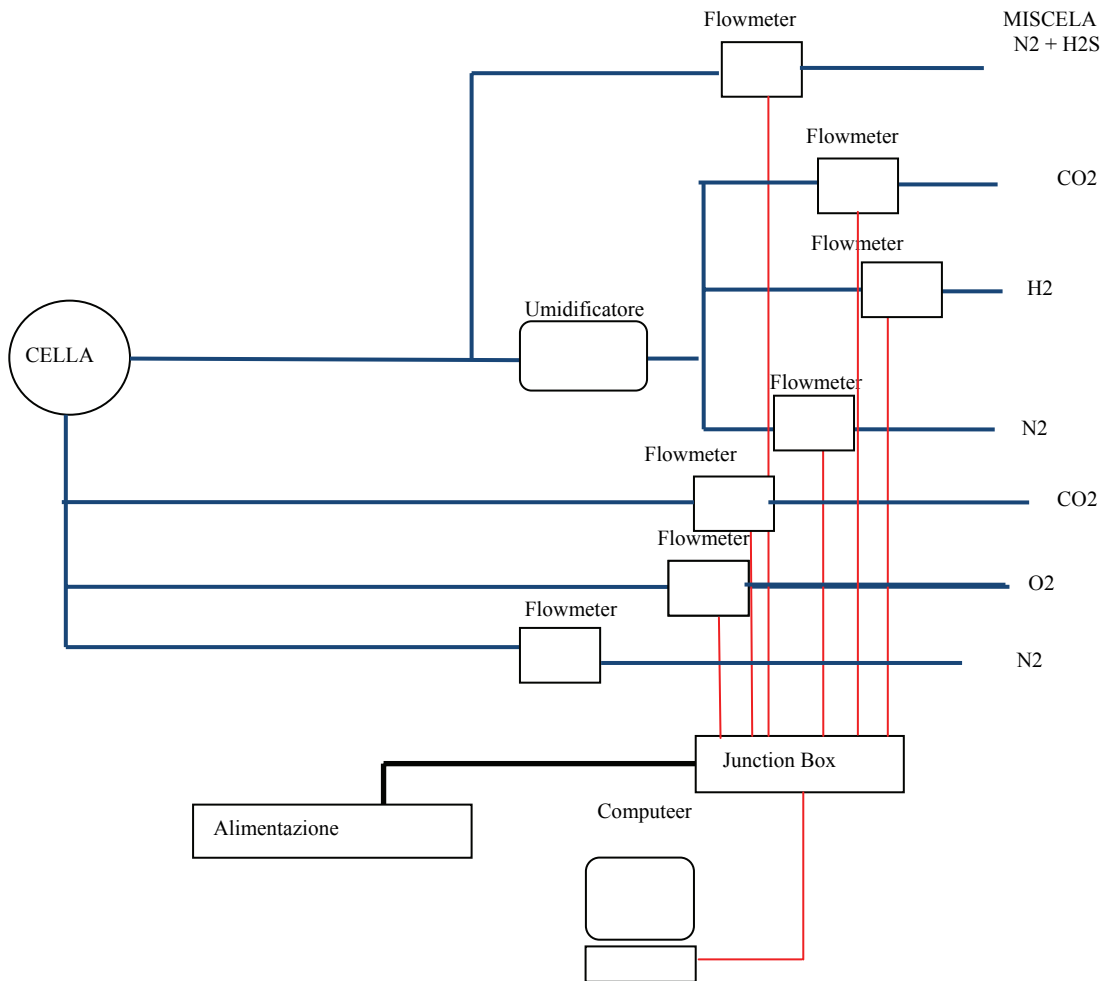 Flowmeter
MISCELA
N2 + H2S
Flowmeter
CO2
Flowmeter
H2
Umidificatore
CELLA
Flowmeter
N2
Flowmeter
CO2
Flowmeter
O2
Flowmeter
N2
Junction Box
Computeer
Alimentazione